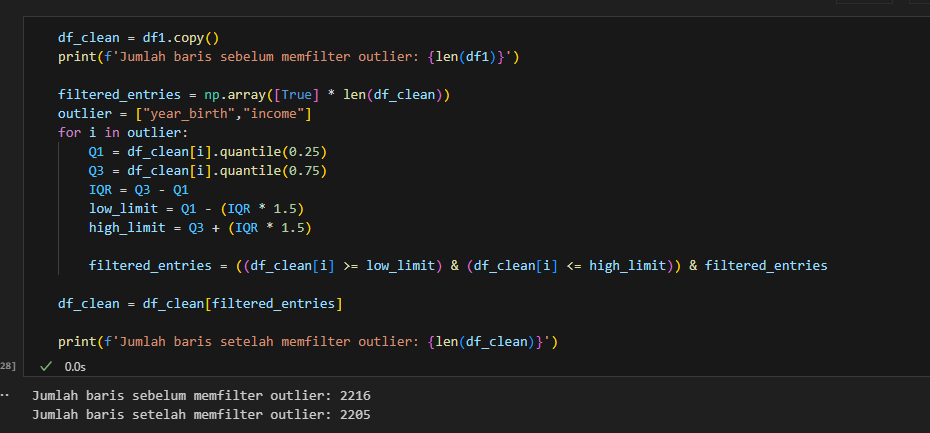 df_clean = df1.copy()
print(f'Jumlah baris sebelum memfilter outlier: {len(df1)}')
filtered_entries = np.array([True] * len(df_clean))
outlier = ["year_birth","income"]
for i in outlier:
Q1 = df_clean[i].quantile(0.25)
Q3 = df_clean[i].quantile(0.75)
IQR = Q3 - Q1
low_limit = Q1 - (IQR * 1.5)
high_limit = Q3 + (IQR * 1.5)
filtered_entries = ((df_clean[i] >= low_limit) & (df_clean[i] <= high_limit)) & filtered_entries
df_clean = df_clean[filtered_entries]
print(f'Jumlah baris setelah memfilter outlier: {len(df_clean)}')
28] 0.0s
Jumlah baris sebelum memfilter outlier: 2216
Jumlah baris setelah memfilter outlier: 2205